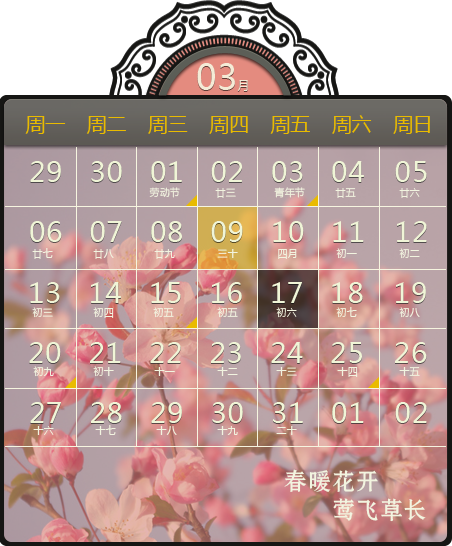 03月
周一 周二 周三 周四 周五 周六 周日
29 30 01 02 03 04 05
劳动节 廿三 青年节 廿五 廿六
06 07 08 09 10 11 12
廿七 廿八 廿九 三十 四月 初一 初二
13 14 15 16 17 18 19
初三 初四 初五 初五 初六 初七 初八
20 21 22 23 24 25 26
初九 初十 十一 十二 十三 十四 十五
27 28 29 30 31 01 02
十六 十七 十八 十九 二十
春暖花开
莺飞草长